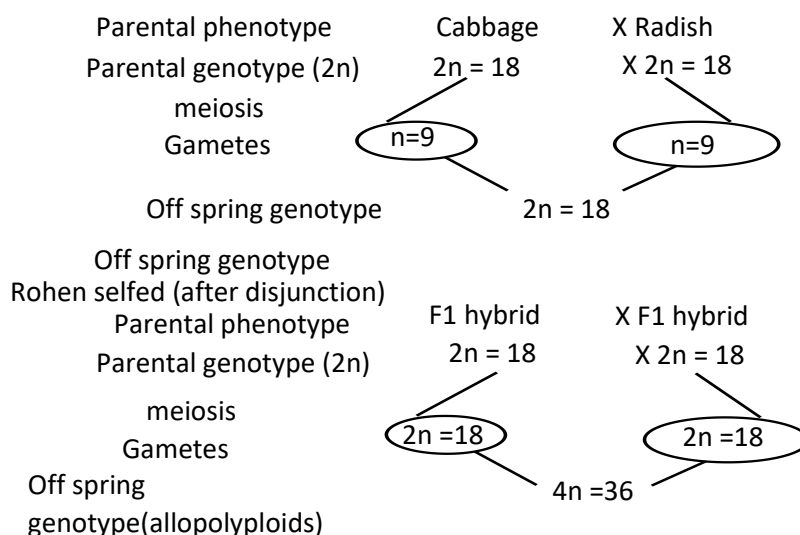 Parental phenotype Cabbage X Radish
Parental genotype (2n) 2n = 18 X 2n = 18
meiosis
Gametes n=9 n=9
Off spring genotype 2n = 18
Off spring genotype
Rohen selfed (after disjunction)
Parental phenotype F1 hybrid X F1 hybrid
Parental genotype (2n) 2n = 18 X 2n = 18
meiosis
Gametes 2n =18 2n =18
Off spring 4n =36
genotype(allopolyploids)